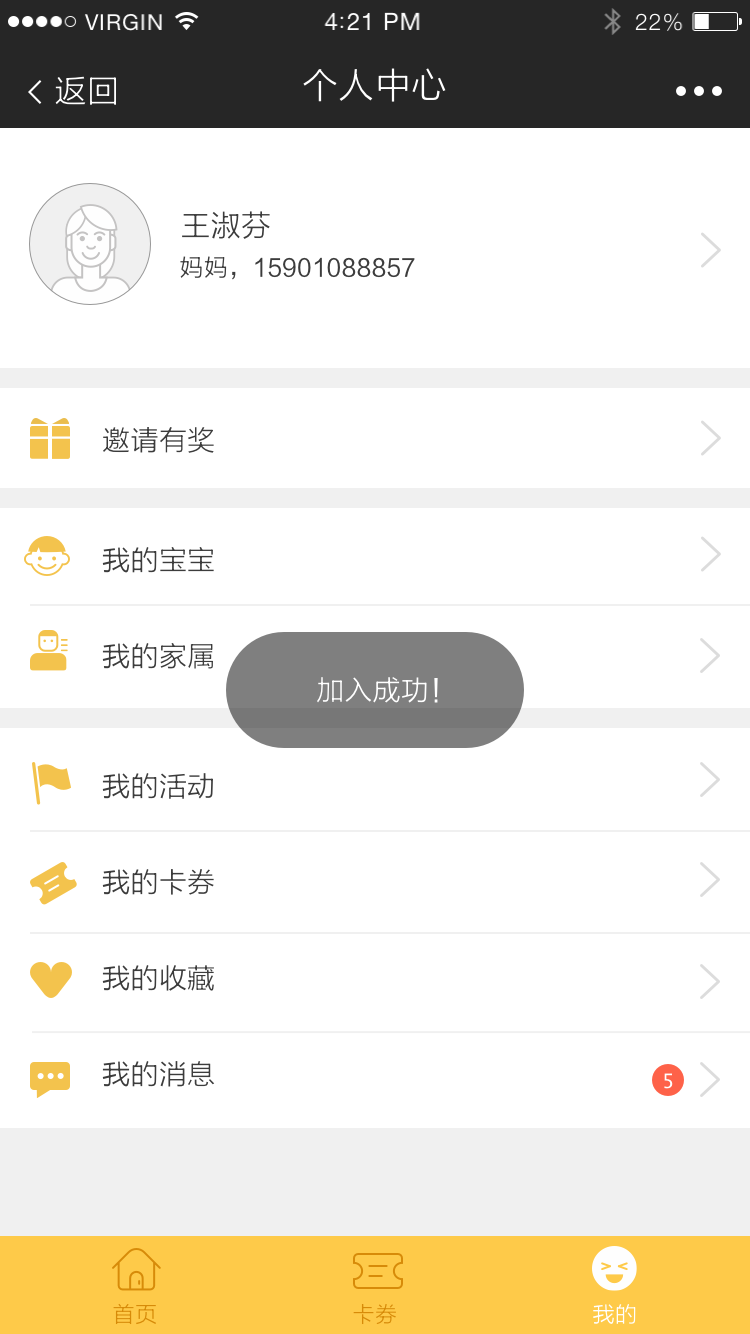 VIRGIN 4:21 PM 22%
返回 个人中心
王淑芬
妈妈，15901088857
邀请有奖
我的宝宝
我的家属
加入成功！
我的活动
我的卡券
我的收藏
我的消息 5
首页 卡券 我的